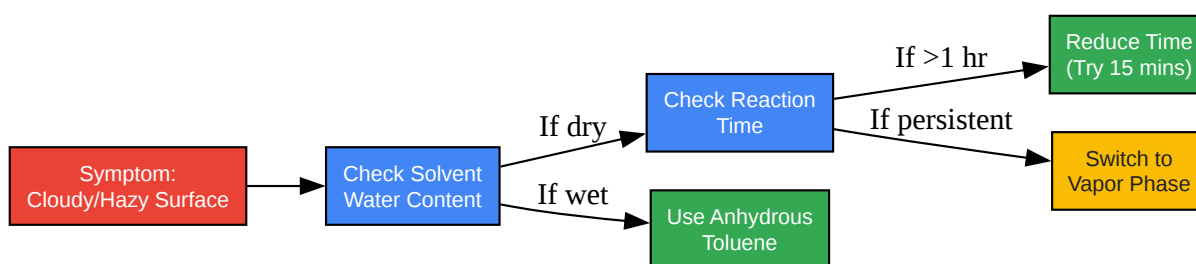 Symptom:
Cloudy/Hazy Surface
Check Solvent
Water Content
If dry
If wet
Check Reaction
Time
Use Anhydrous
Toluene
If >1 hr
If persistent
Reduce Time
(Try 15 mins)
Switch to
Vapor Phase